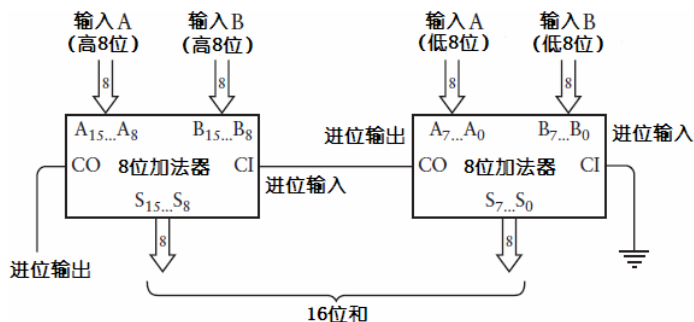 输入A
(高8位)
输入B
(高8位)
输入A
(低8位)
输入B
(低8位)
8
8
8
8
A15...A8
B15...B8
进位输出
A7...A0
B7...B0
进位输入
CO
8位加法器
CI
进位输入
CO
8位加法器
CI
S15...S8
S7...S0
8
8
进位输出
16位和